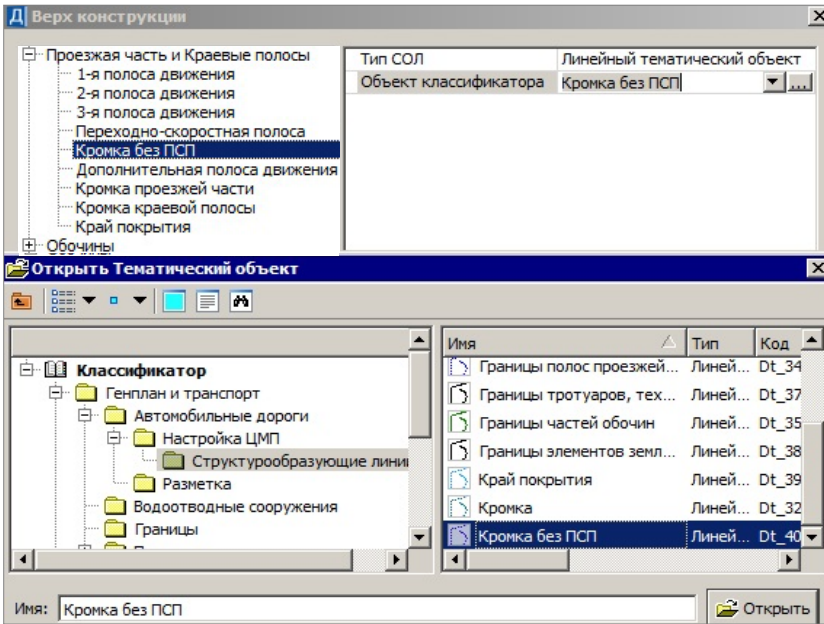 Верх конструкции
Проезжая часть и Краевые полосы
1-я полоса движения
2-я полоса движения
3-я полоса движения
Переходно-скоростная полоса
Кромка без ПСП
Дополнительная полоса движения
Кромка проезжей части
Кромка краевой полосы
Край покрытия
Обочины
Тип СОЛ Линейный тематический объект
Объект классификатора Кромка без ПСП ...
Открыть Тематический объект
Классификатор
Генплан и транспорт
Автомобильные дороги
Настройка ЦМП
Структурообразующие лини
Разметка
Водоотводные сооружения
Границы
Имя Тип Код
Границы полос проезжей... Линей... Dt_34
Границы тротуаров, тех... Линей... Dt_37
Границы частей обочин Линей... Dt_35
Границы элементов земл... Линей... Dt_38
Край покрытия Линей... Dt_39
Кромка Линей... Dt_32
Кромка без ПСП Линей... Dt_40
Имя: Кромка без ПСП Открыть